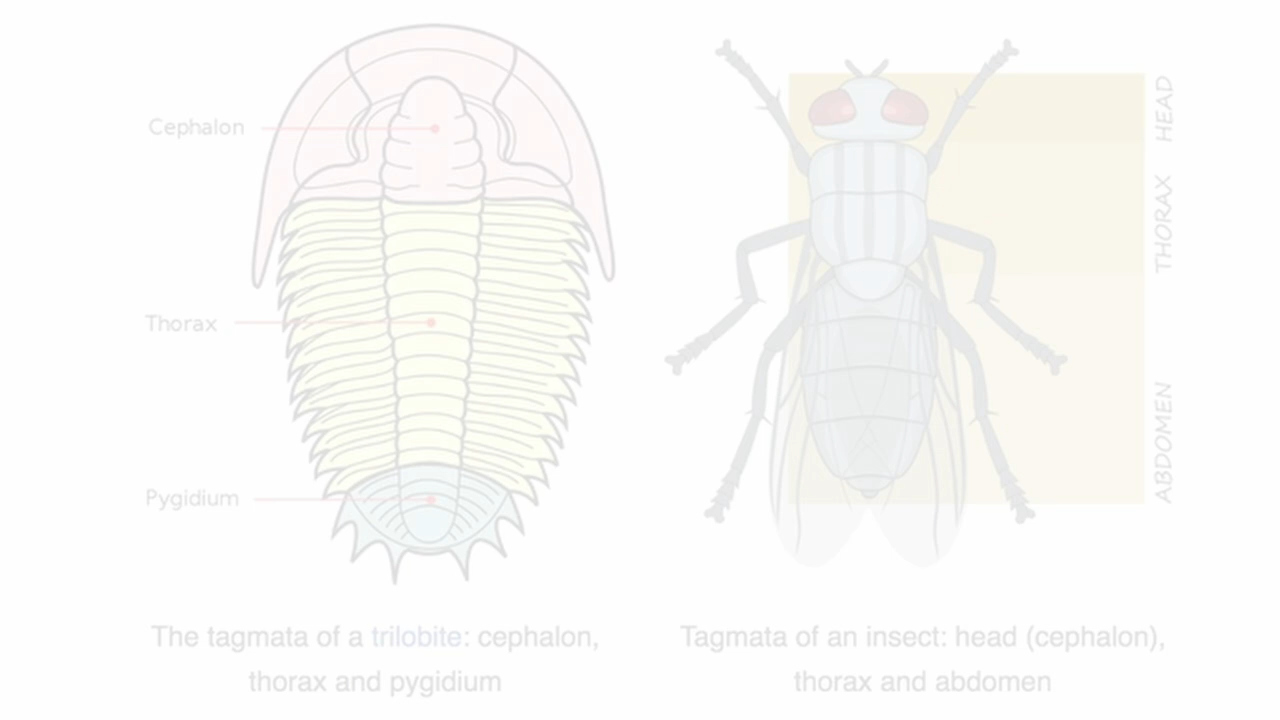 Cephalon
Thorax
Pygidium
HEAD
THORAX
ABDOMEN
The tagmata of a trilobite: cephalon,
thorax and pygidium
Tagmata of an insect: head (cephalon),
thorax and abdomen